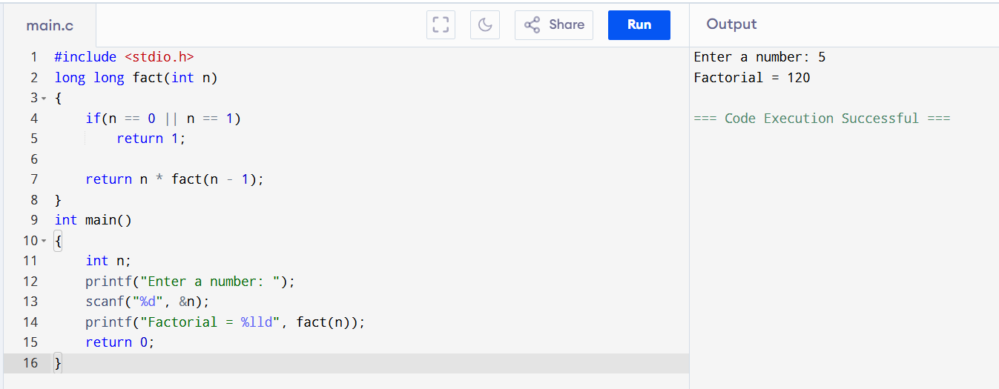 main.c
Share
Run
Output
1 #include <stdio.h>
2 long long fact(int n)
3 {
4     if(n == 0 || n == 1)
5         return 1;
6
7     return n * fact(n - 1);
8 }
9 int main()
10 {
11     int n;
12     printf("Enter a number: ");
13     scanf("%d", &n);
14     printf("Factorial = %lld", fact(n));
15     return 0;
16 }
Enter a number: 5
Factorial = 120
=== Code Execution Successful ===